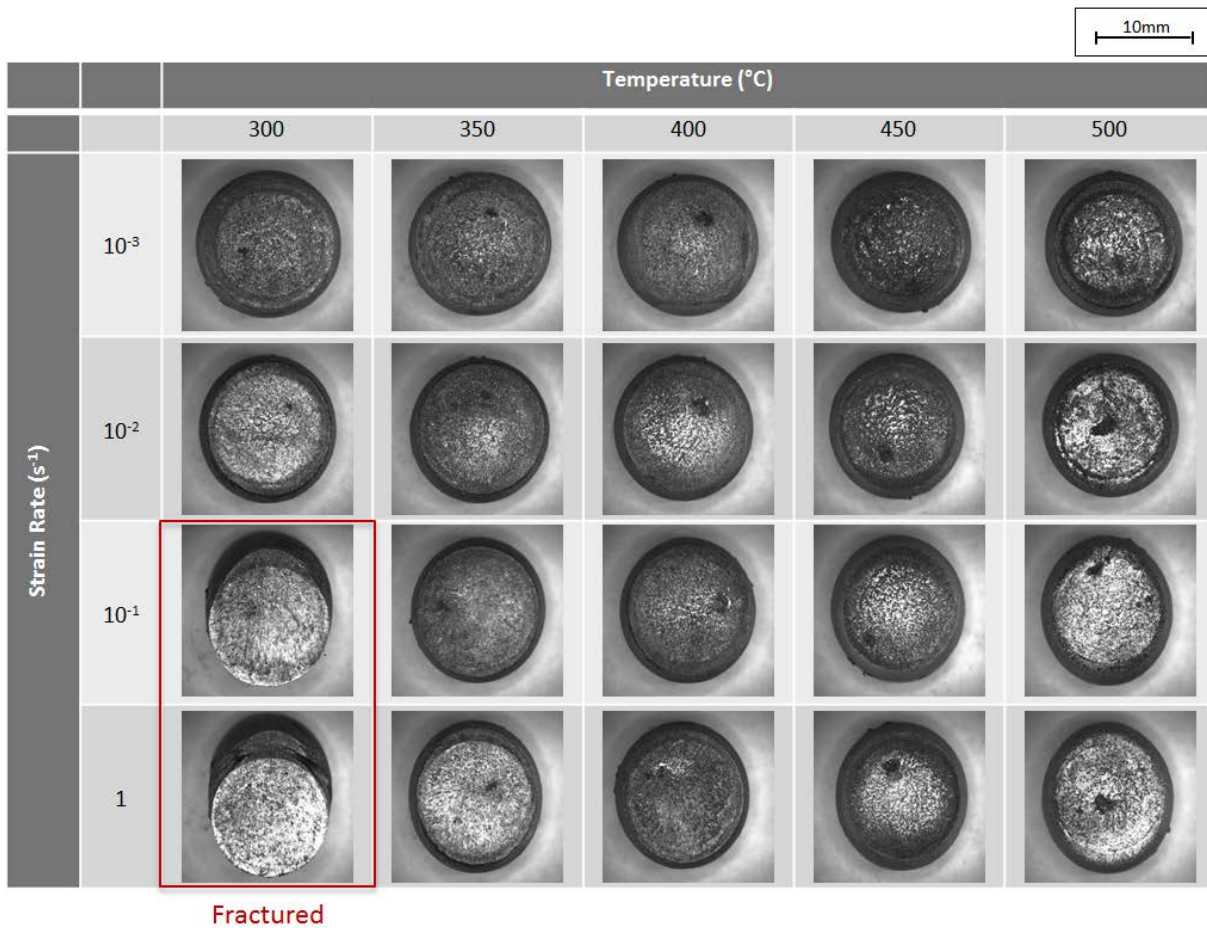 10mm
Temperature (°C)
300 350 400 450 500
Strain Rate (s⁻¹)
10⁻³
10⁻²
10⁻¹
1
Fractured